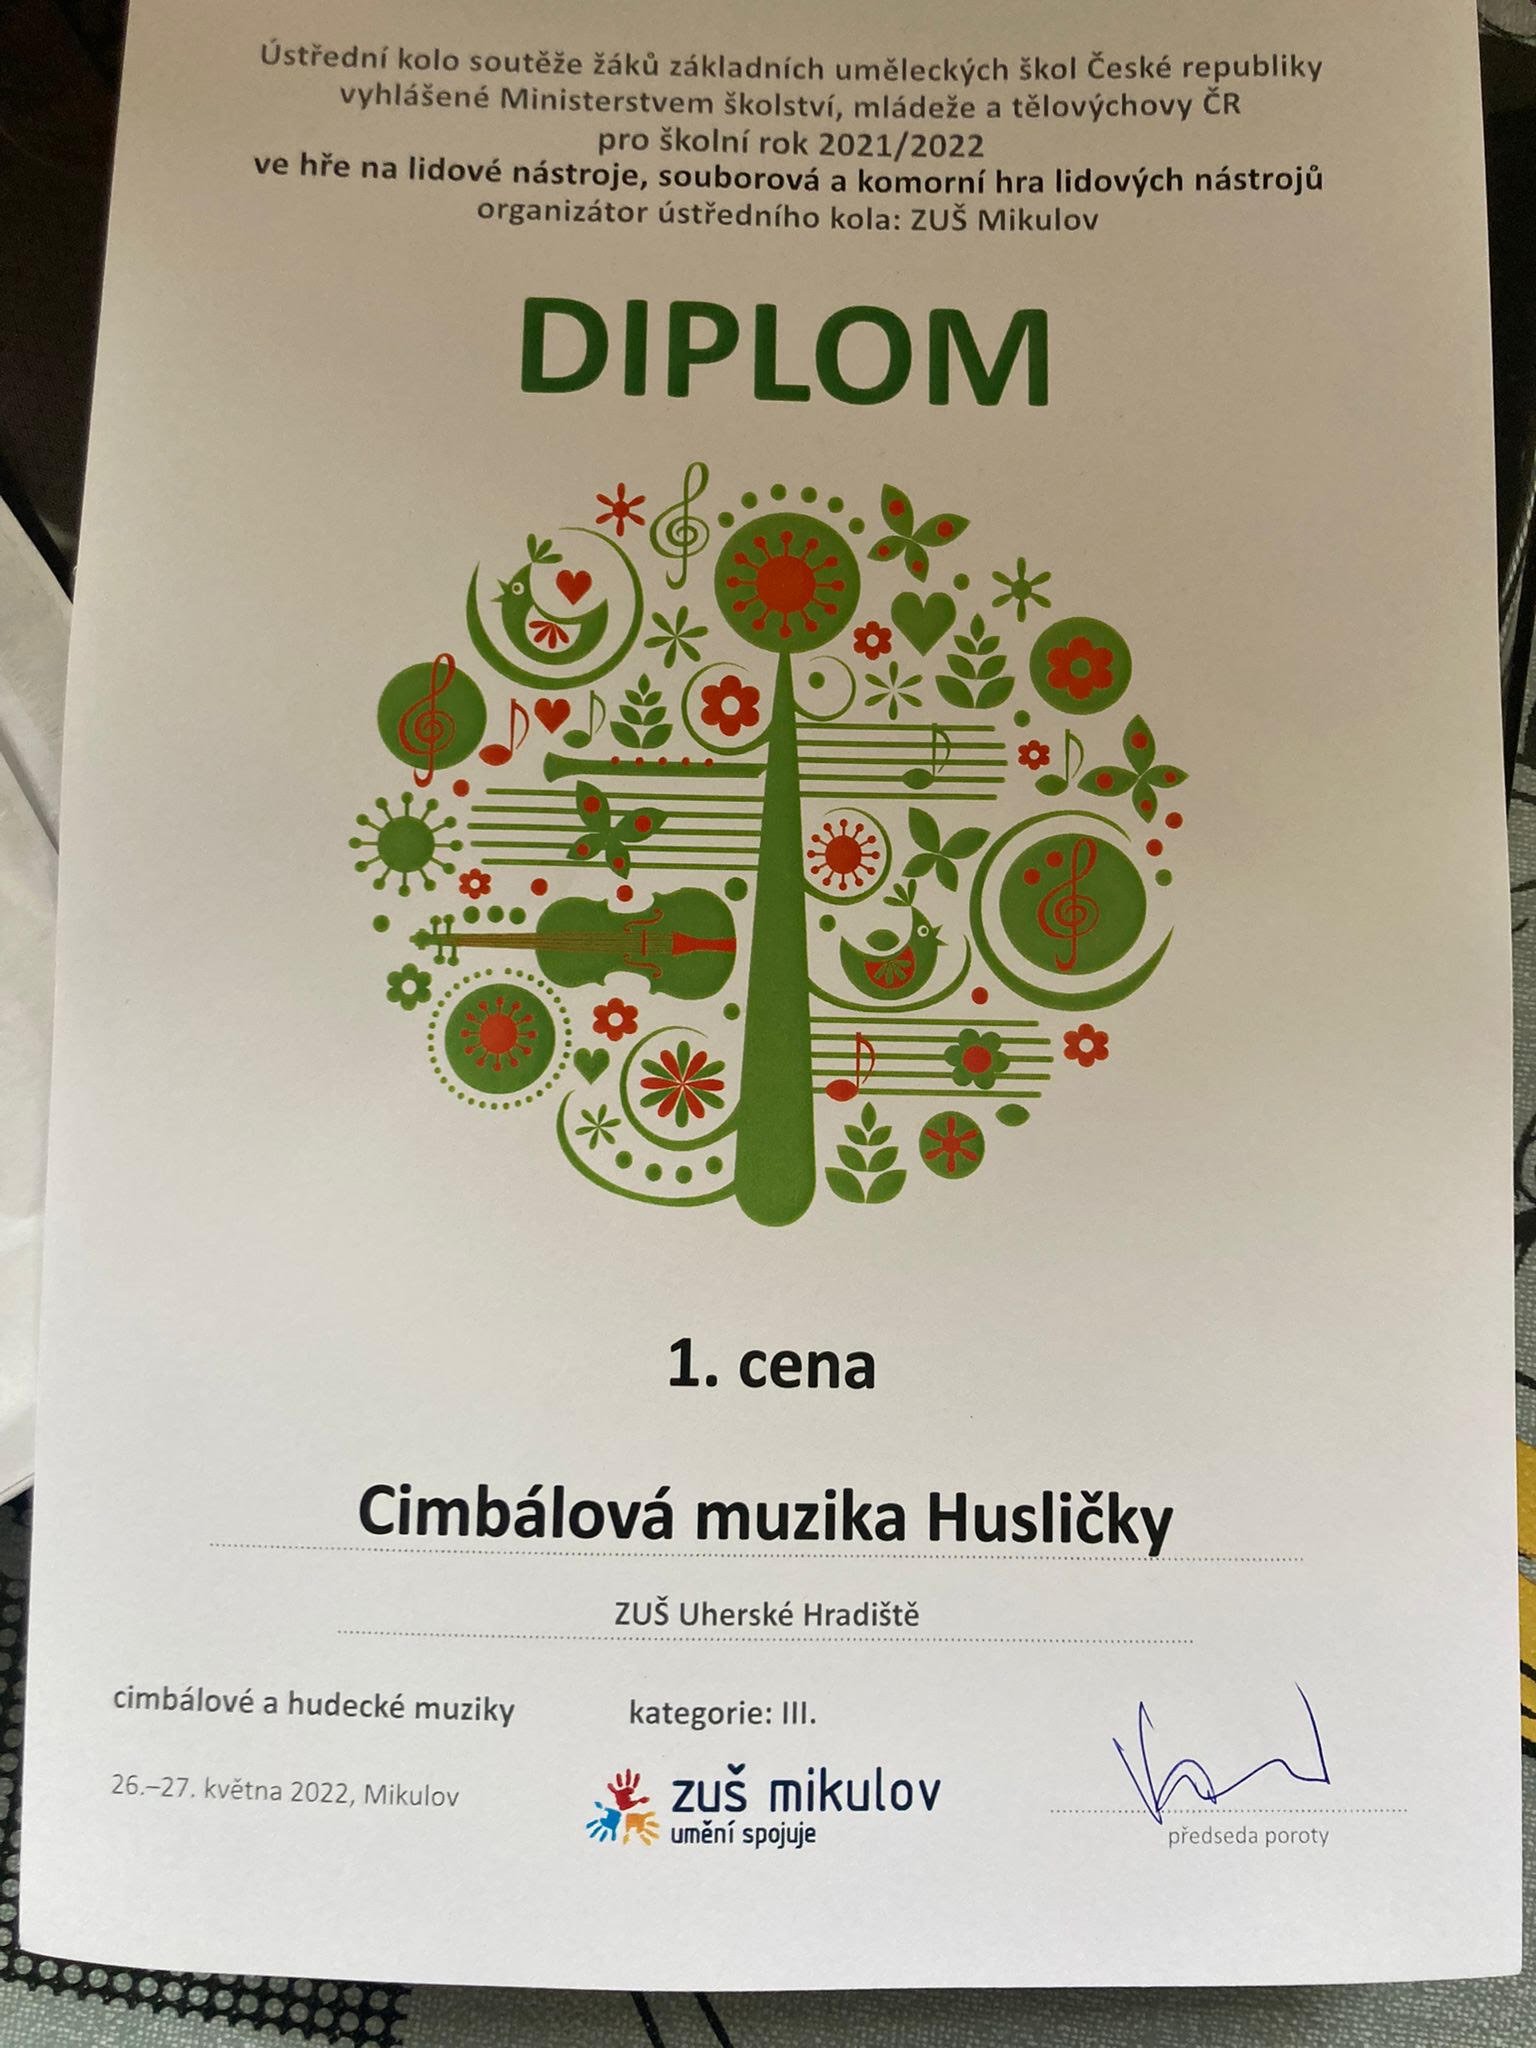 Ústřední kolo soutěže žáků základních uměleckých škol České republiky
vyhlášené Ministerstvem školství, mládeže a tělovýchovy ČR
pro školní rok 2021/2022
ve hře na lidové nástroje, souborová a komorní hra lidových nástrojů
organizátor ústředního kola: ZUŠ Mikulov
DIPLOM
1. cena
Cimbálová muzika Husličky
ZUŠ Uherské Hradiště
cimbálové a hudecké muziky
kategorie: III.
26.–27. května 2022, Mikulov
zuš mikulov
umění spojuje
předseda poroty